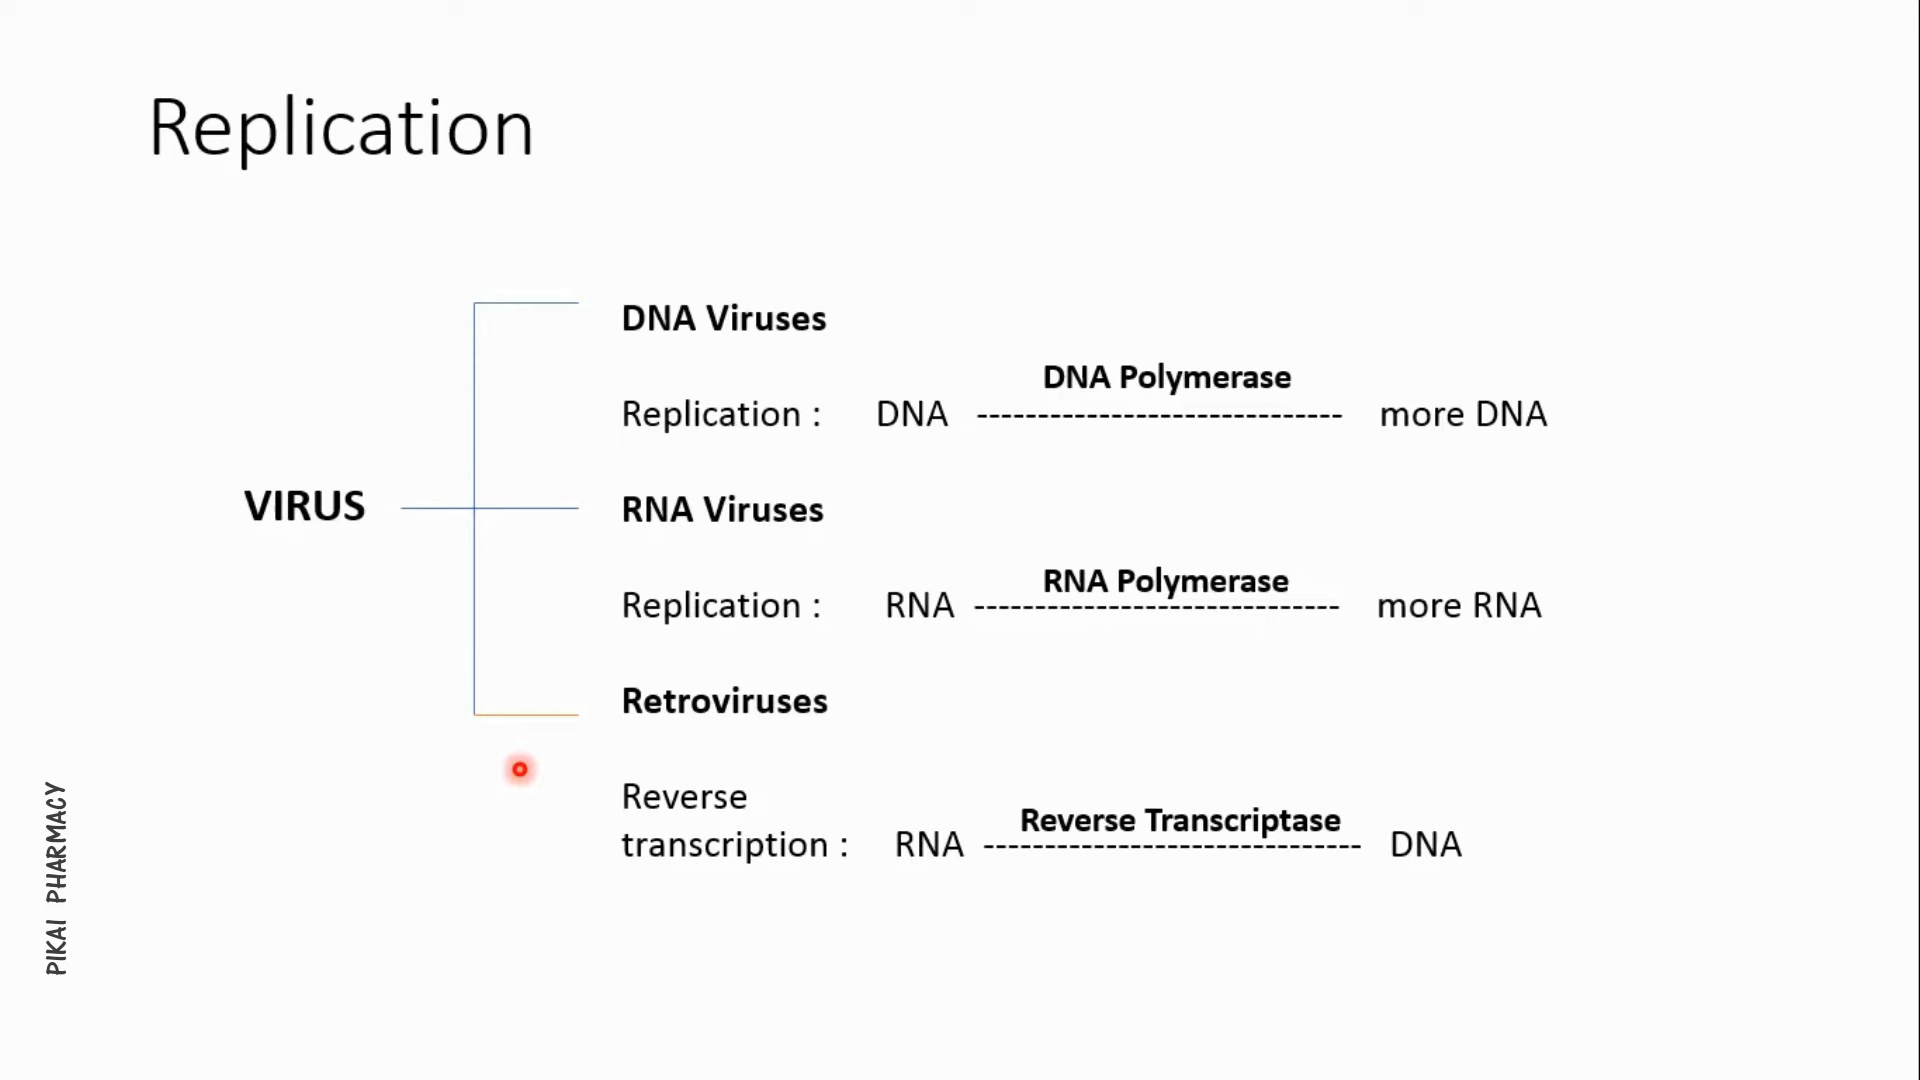 Replication
DNA Viruses
DNA Polymerase
Replication : DNA ------------------------------ more DNA
VIRUS
RNA Viruses
RNA Polymerase
Replication : RNA ------------------------------ more RNA
Retroviruses
Reverse
Reverse Transcriptase
transcription : RNA ------------------------------- DNA
PIKAI PHARMACY